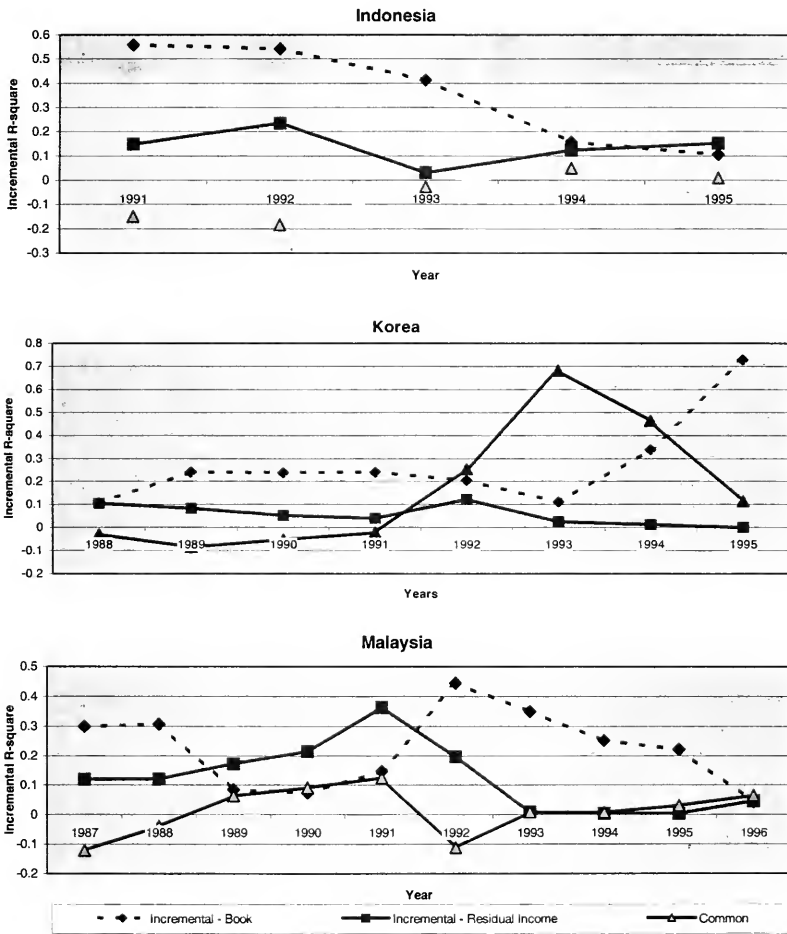 Indonesia
0.6
0.5
0.4
0.3
0.2
0.1
0
-0.1
-0.2
-0.3
Incremental R-square
1991 1992 1993 1994 1995
Year
Korea
0.8
0.7
0.6
0.5
0.4
0.3
0.2
0.1
0
-0.1
-0 2
Incremental R-aquare
1988 1989 1990 1991 1992 1993 1994 1995
Years
Malaysia
0.5
0.4
0.3
0.2
0.1
0
-0.1
-0.2
Incremental R-square
1987 1988 1989 1990 1991 1992 1993 1994 1995 1996
Year
Incremental - Book Incremental - Residual Income Common